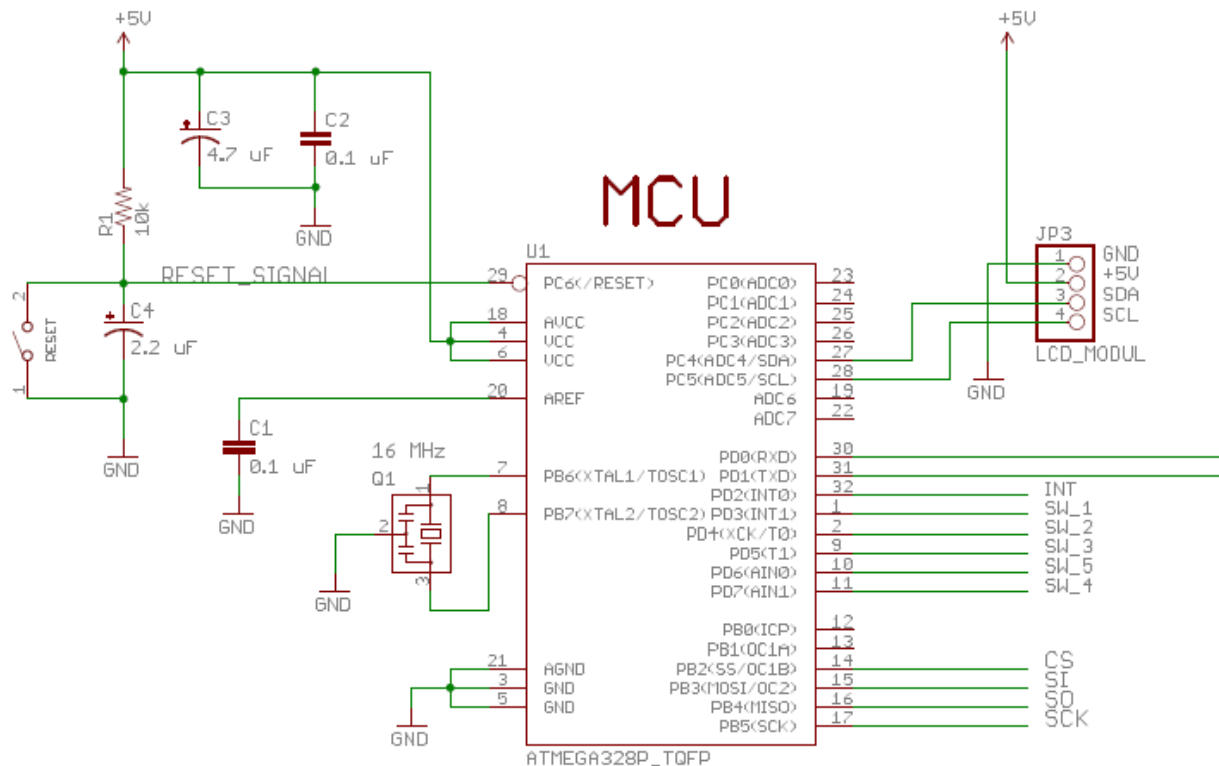 +5V
+5V
C3
4.7 uF
C2
0.1 uF
GND
R1
10k
MCU
RESET_SIGNAL
2
RESET
1
C4
2.2 uF
GND
C1
0.1 uF
GND
16 MHz
Q1
1
2
3
GND
GND
U1
29 PC6(/RESET)
18 AVCC
4 VCC
6 VCC
20 AREF
7 PB6(XTAL1/TOSC1)
8 PB7(XTAL2/TOSC2)
21 AGND
3 GND
5 GND
PC0(ADC0) 23
PC1(ADC1) 24
PC2(ADC2) 25
PC3(ADC3) 26
PC4(ADC4/SDA) 27
PC5(ADC5/SCL) 28
ADC6 19
ADC7 22
PD0(RXD) 30
PD1(TXD) 31
PD2(INT0) 32 INT
PD3(INT1) 1 SW_1
PD4(XCK/T0) 2 SW_2
PD5(T1) 9 SW_3
PD6(AIN0) 10 SW_5
PD7(AIN1) 11 SW_4
PB0(ICP) 12
PB1(OC1A) 13
PB2(SS/OC1B) 14 CS
PB3(MOSI/OC2) 15 SI
PB4(MISO) 16 SO
PB5(SCK) 17 SCK
ATMEGA328P_TQFP
JP3
1 GND
2 +5V
3 SDA
4 SCL
LCD_MODUL
GND